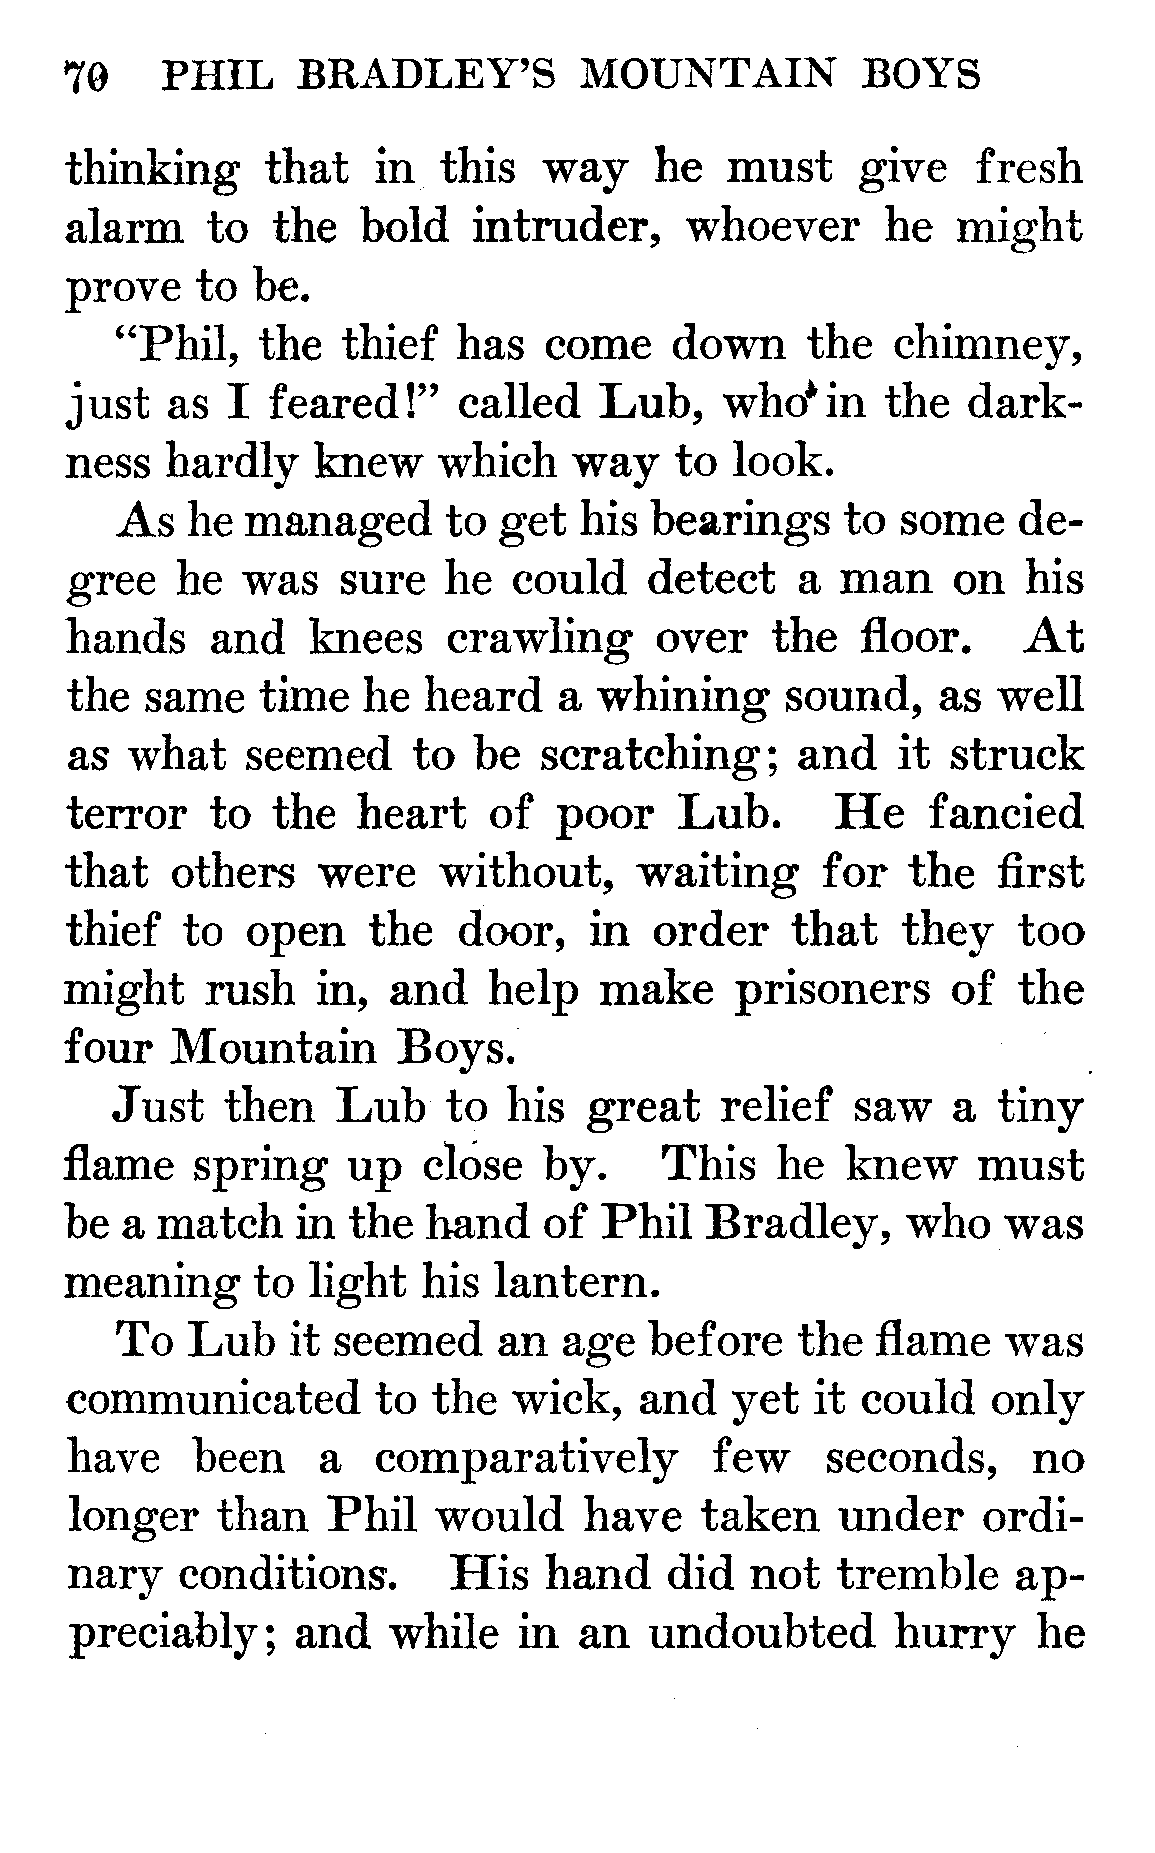 70 PHIL BRADLEY'S MOUNTAIN BOYS
thinking that in this way he must give fresh
alarm to the bold intruder, whoever he might
prove to be.
"Phil, the thief has come down the chimney,
just as I feared!" called Lub, who in the dark-
ness hardly knew which way to look.
As he managed to get his bearings to some de-
gree he was sure he could detect a man on his
hands and knees crawling over the floor. At
the same time he heard a whining sound, as well
as what seemed to be scratching; and it struck
terror to the heart of poor Lub. He fancied
that others were without, waiting for the first
thief to open the door, in order that they too
might rush in, and help make prisoners of the
four Mountain Boys.
Just then Lub to his great relief saw a tiny
flame spring up close by. This he knew must
be a match in the hand of Phil Bradley, who was
meaning to light his lantern.
To Lub it seemed an age before the flame was
communicated to the wick, and yet it could only
have been a comparatively few seconds, no
longer than Phil would have taken under ordi-
nary conditions. His hand did not tremble ap-
preciably; and while in an undoubted hurry he